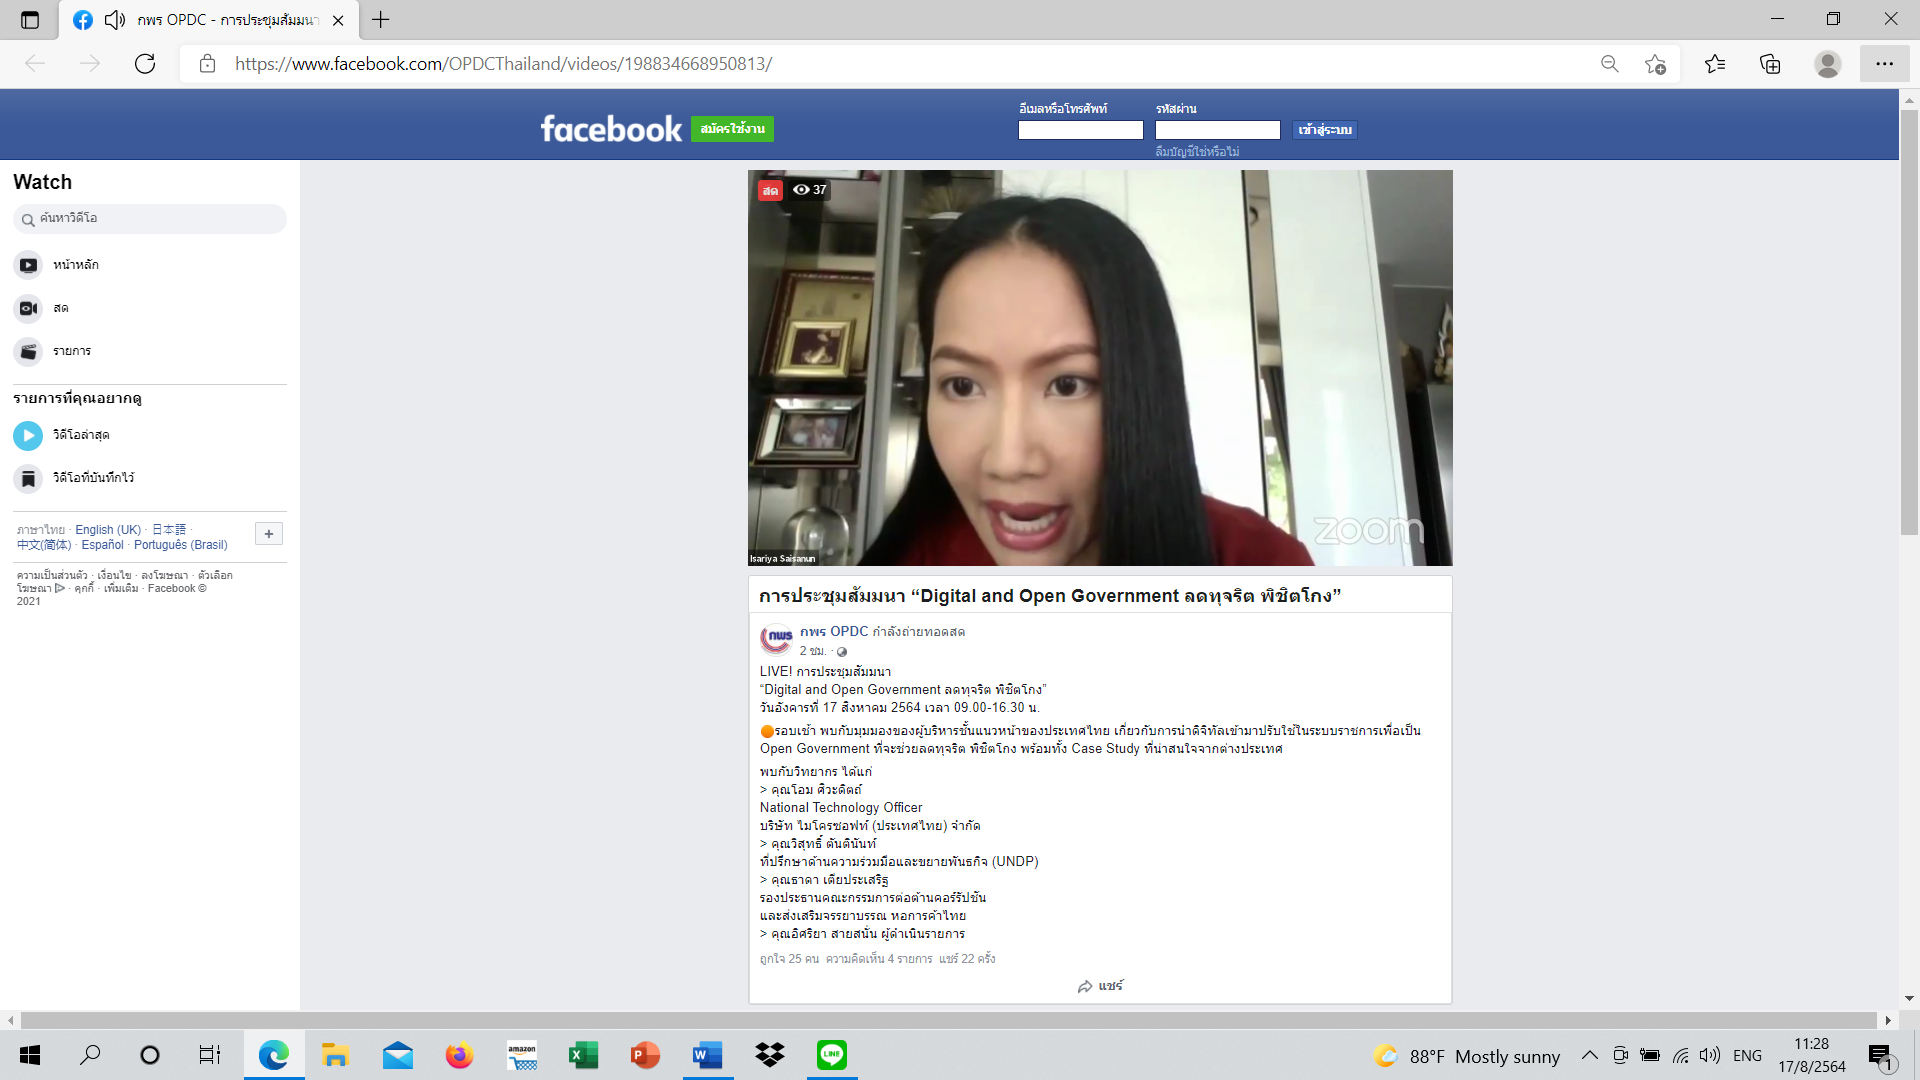 กพร OPDC - การประชุมสัมมนา
https://www.facebook.com/OPDCThailand/videos/198834668950813/
facebook
สมัครใช้งาน
อีเมลหรือโทรศัพท์
รหัสผ่าน
เข้าสู่ระบบ
ลืมบัญชีใช่หรือไม่
Watch
ค้นหาวิดีโอ
หน้าหลัก
สด
รายการ
รายการที่คุณอยากดู
วิดีโอล่าสุด
วิดีโอที่บันทึกไว้
ภาษาไทย · English (UK) · 日本語 ·
中文(简体) · Español · Português (Brasil)
ความเป็นส่วนตัว · เงื่อนไข · ลงโฆษณา · ตัวเลือก
โฆษณา · คุกกี้ · เพิ่มเติม · Facebook ©
2021
สด
37
zoom
Isariya Saisanun
การประชุมสัมมนา “Digital and Open Government ลดทุจริต พิชิตโกง”
กพร
กพร OPDC กำลังถ่ายทอดสด
2 ชม. ·
LIVE! การประชุมสัมมนา
“Digital and Open Government ลดทุจริต พิชิตโกง”
วันอังคารที่ 17 สิงหาคม 2564 เวลา 09.00-16.30 น.
รอบเช้า พบกับมุมมองของผู้บริหารชั้นแนวหน้าของประเทศไทย เกี่ยวกับการนำดิจิทัลเข้ามาปรับใช้ในระบบราชการเพื่อเป็น
Open Government ที่จะช่วยลดทุจริต พิชิตโกง พร้อมทั้ง Case Study ที่น่าสนใจจากต่างประเทศ
พบกับวิทยากร ได้แก่
> คุณโอม ศิวะดิตถ์
National Technology Officer
บริษัท ไมโครซอฟท์ (ประเทศไทย) จำกัด
> คุณวิสุทธิ์ ตันตินันท์
ที่ปรึกษาด้านความร่วมมือและขยายพันธกิจ (UNDP)
> คุณธาดา เตียประเสริฐ
รองประธานคณะกรรมการต่อต้านคอร์รัปชัน
และส่งเสริมจรรยาบรรณ หอการค้าไทย
> คุณอิศริยา สายสนั่น ผู้ดำเนินรายการ
ถูกใจ 25 คน ความคิดเห็น 4 รายการ แชร์ 22 ครั้ง
แชร์
amazon
LINE
88°F Mostly sunny
ENG
11:28
17/8/2564
1